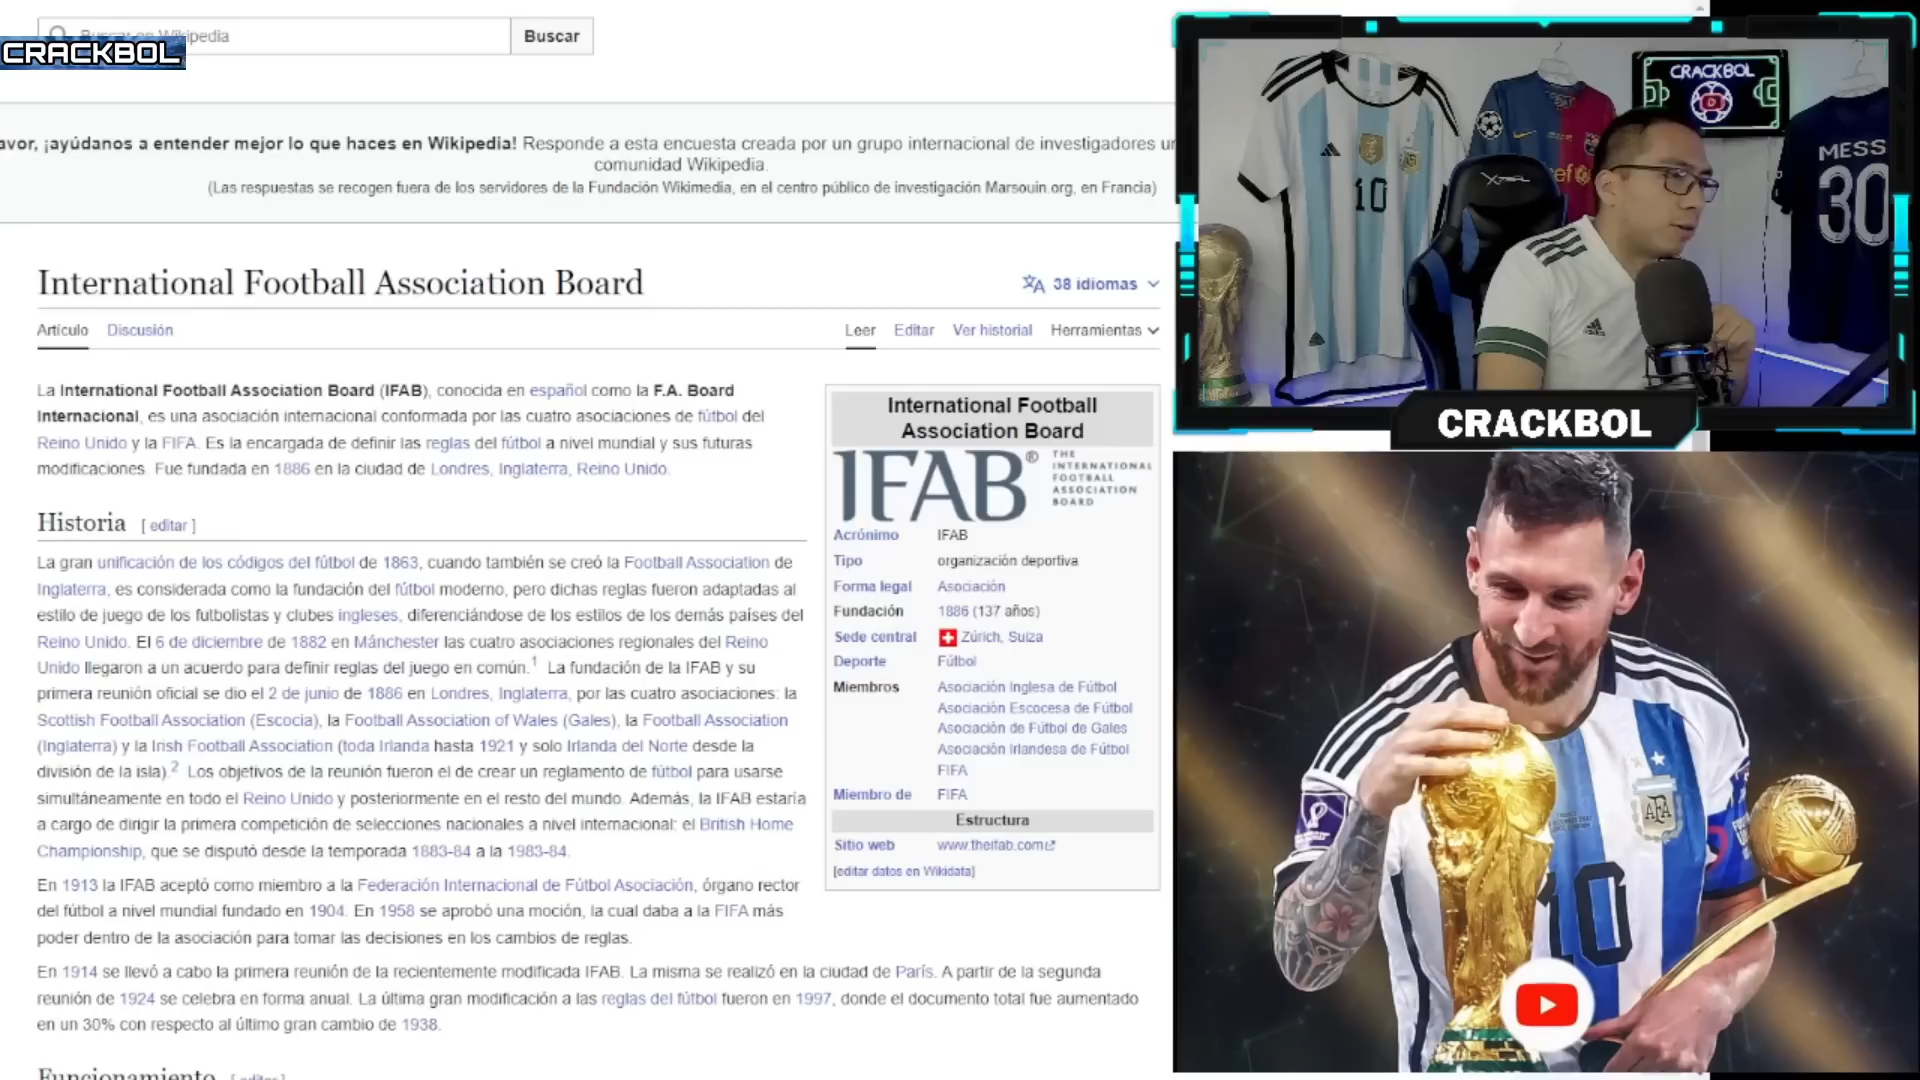 Buscar en Wikipedia
Buscar
CRACKBOL
avor, ¡ayúdanos a entender mejor lo que haces en Wikipedia! Responde a esta encuesta creada por un grupo internacional de investigadores
comunidad Wikipedia.
(Las respuestas se recogen fuera de los servidores de la Fundación Wikimedia, en el centro público de investigación Marsouin.org, en Francia)
International Football Association Board
38 idiomas
Artículo Discusión
Leer Editar Ver historial Herramientas
La International Football Association Board (IFAB), conocida en español como la F.A. Board
Internacional, es una asociación internacional conformada por las cuatro asociaciones de fútbol del
Reino Unido y la FIFA. Es la encargada de definir las reglas del fútbol a nivel mundial y sus futuras
modificaciones. Fue fundada en 1886 en la ciudad de Londres, Inglaterra, Reino Unido.
Historia [ editar ]
La gran unificación de los códigos del fútbol de 1863, cuando también se creó la Football Association de
Inglaterra, es considerada como la fundación del fútbol moderno, pero dichas reglas fueron adaptadas al
estilo de juego de los futbolistas y clubes ingleses, diferenciándose de los estilos de los demás países del
Reino Unido. El 6 de diciembre de 1882 en Mánchester las cuatro asociaciones regionales del Reino
Unido llegaron a un acuerdo para definir reglas del juego en común.1 La fundación de la IFAB y su
primera reunión oficial se dio el 2 de junio de 1886 en Londres, Inglaterra, por las cuatro asociaciones: la
Scottish Football Association (Escocia), la Football Association of Wales (Gales), la Football Association
(Inglaterra) y la Irish Football Association (toda Irlanda hasta 1921 y solo Irlanda del Norte desde la
división de la isla).2 Los objetivos de la reunión fueron el de crear un reglamento de fútbol para usarse
simultáneamente en todo el Reino Unido y posteriormente en el resto del mundo. Además, la IFAB estaría
a cargo de dirigir la primera competición de selecciones nacionales a nivel internacional: el British Home
Championship, que se disputó desde la temporada 1883-84 a la 1983-84.
En 1913 la IFAB aceptó como miembro a la Federación Internacional de Fútbol Asociación, órgano rector
del fútbol a nivel mundial fundado en 1904. En 1958 se aprobó una moción, la cual daba a la FIFA más
poder dentro de la asociación para tomar las decisiones en los cambios de reglas.
En 1914 se llevó a cabo la primera reunión de la recientemente modificada IFAB. La misma se realizó en la ciudad de París. A partir de la segunda
reunión de 1924 se celebra en forma anual. La última gran modificación a las reglas del fútbol fueron en 1997, donde el documento total fue aumentado
en un 30% con respecto al último gran cambio de 1938.
Funcionamiento [ editar ]
International Football
Association Board
IFAB®
THE
INTERNATIONAL
FOOTBALL
ASSOCIATION
BOARD
Acrónimo IFAB
Tipo organización deportiva
Forma legal Asociación
Fundación 1886 (137 años)
Sede central Zúrich, Suiza
Deporte Fútbol
Miembros Asociación Inglesa de Fútbol
Asociación Escocesa de Fútbol
Asociación de Fútbol de Gales
Asociación Irlandesa de Fútbol
FIFA
Miembro de FIFA
Estructura
Sitio web www.theifab.com
[editar datos en Wikidata]
CRACKBOL
10
MESS
30
CRACKBOL
AFA
10